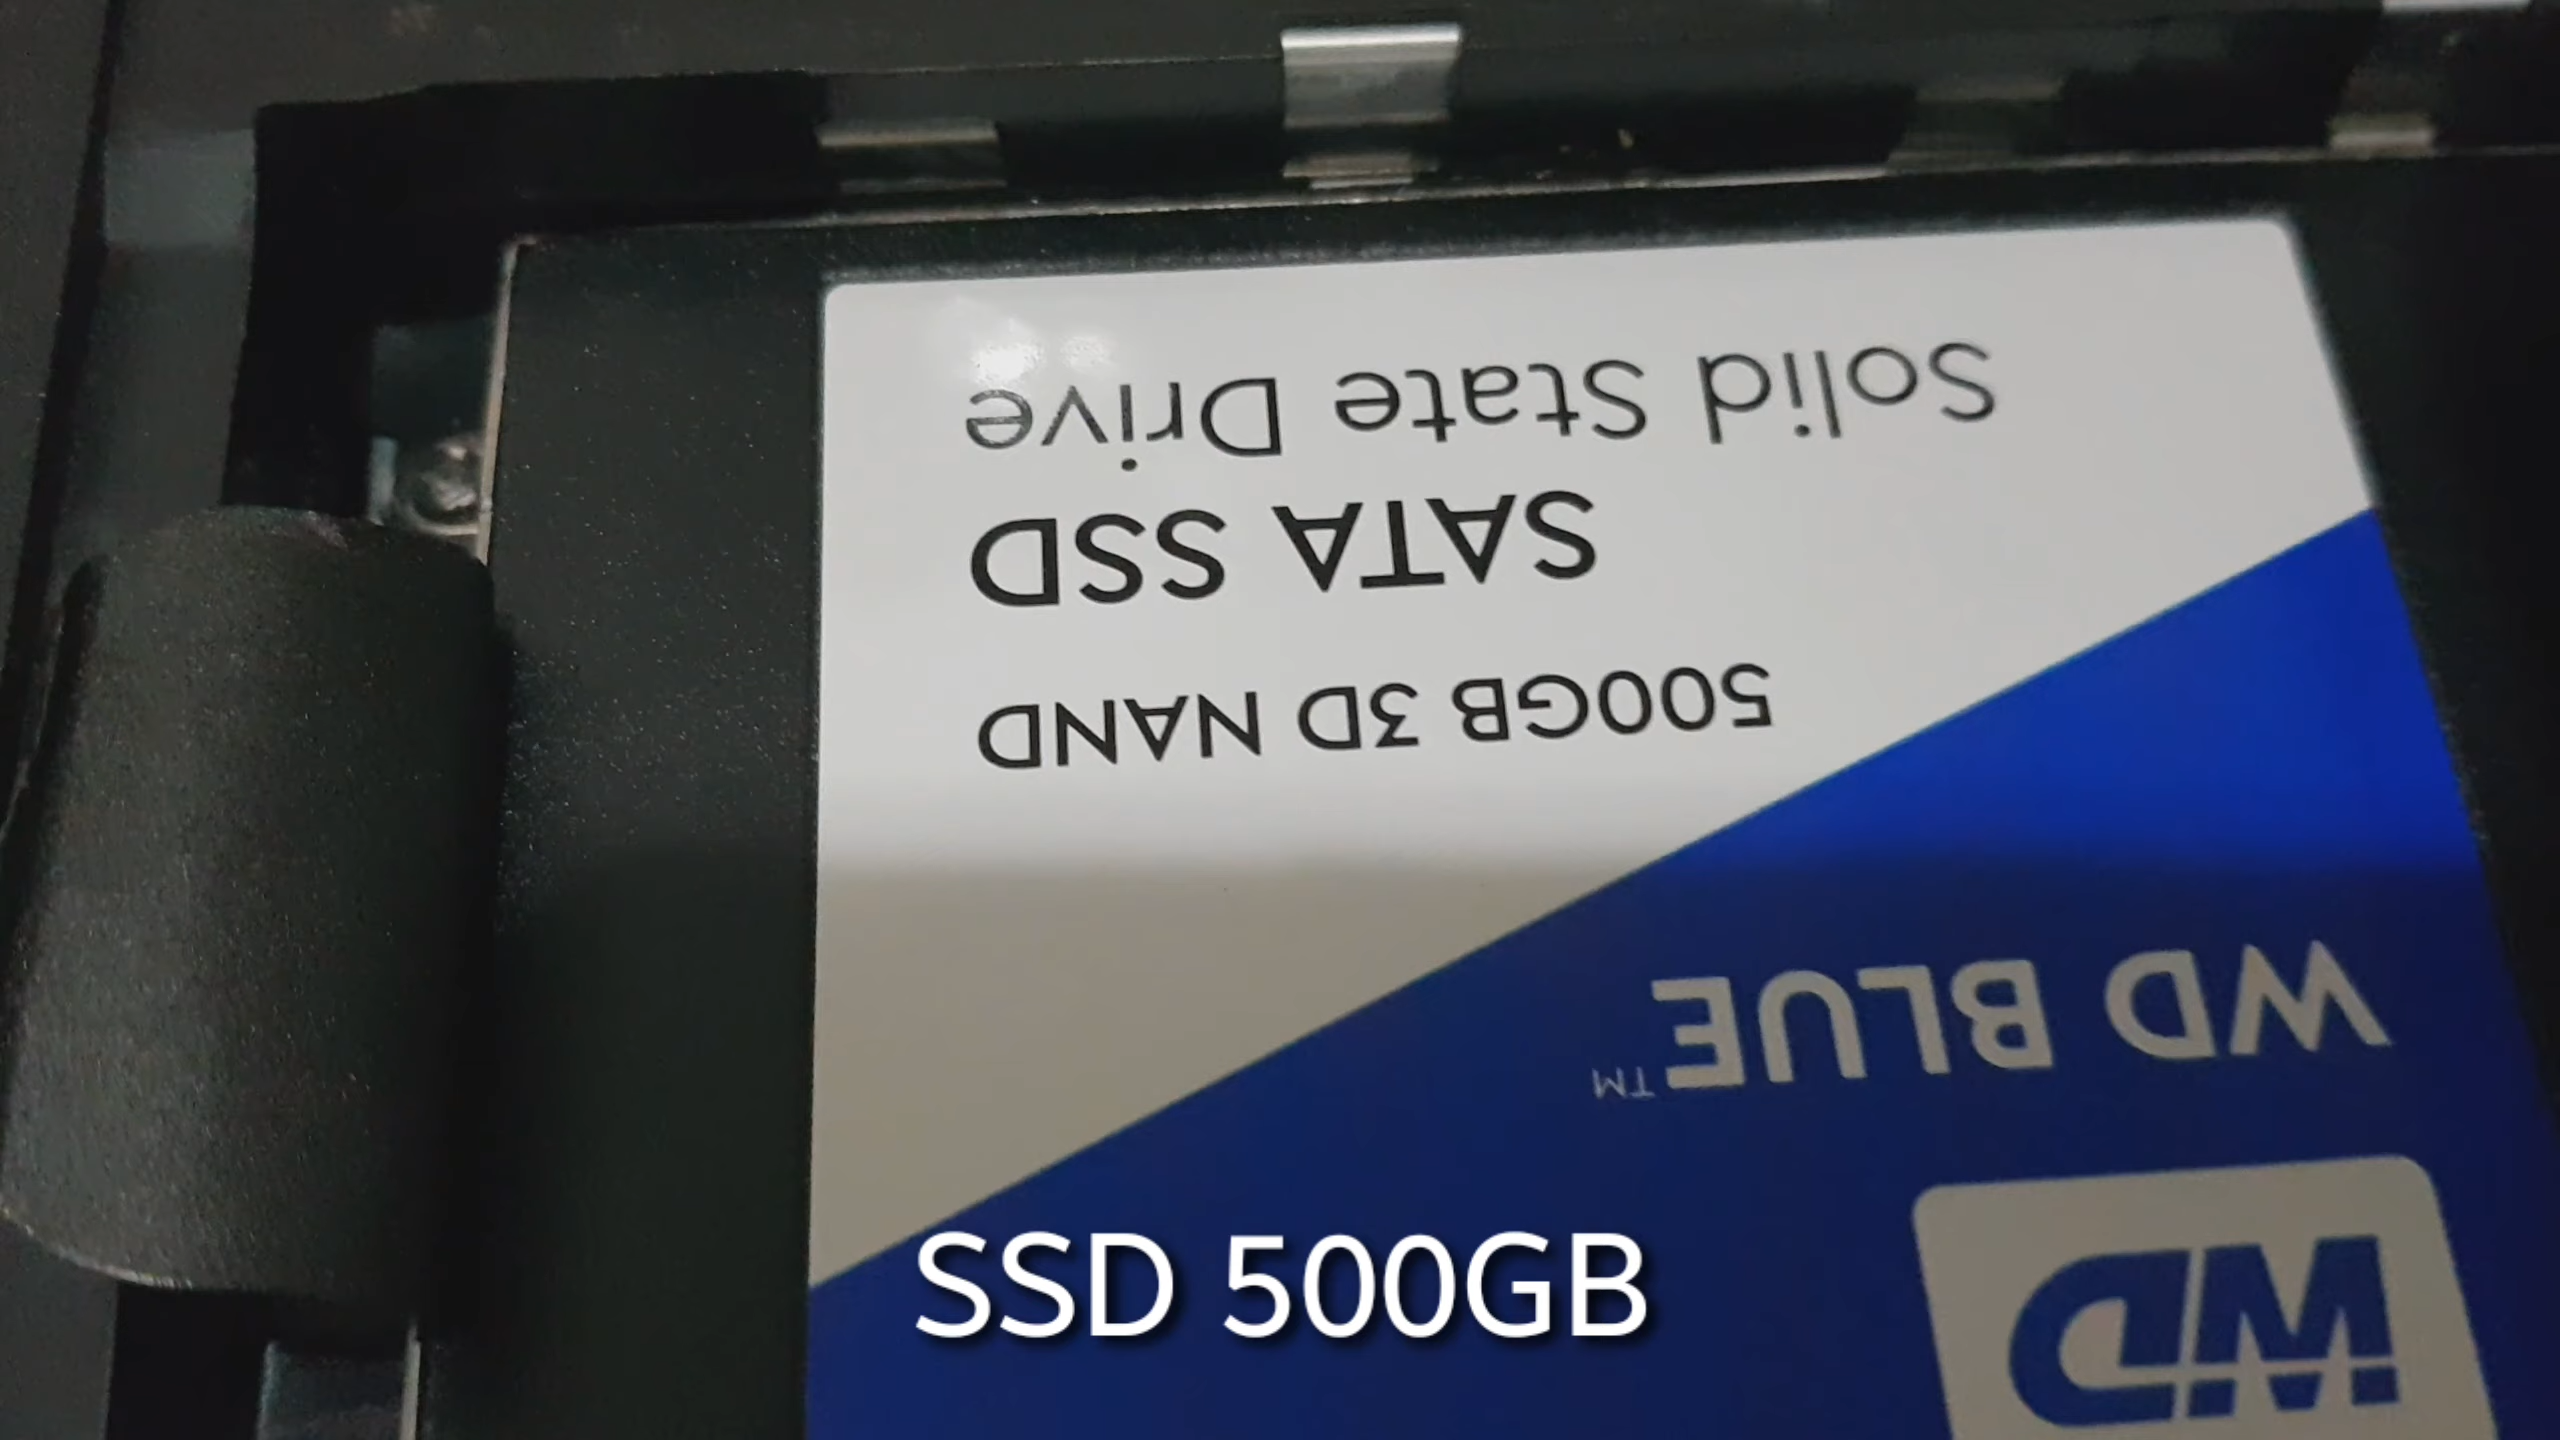 Solid State Drive
SATA SSD
500GB 3D NAND
WD BLUE™
WD
SSD 500GB